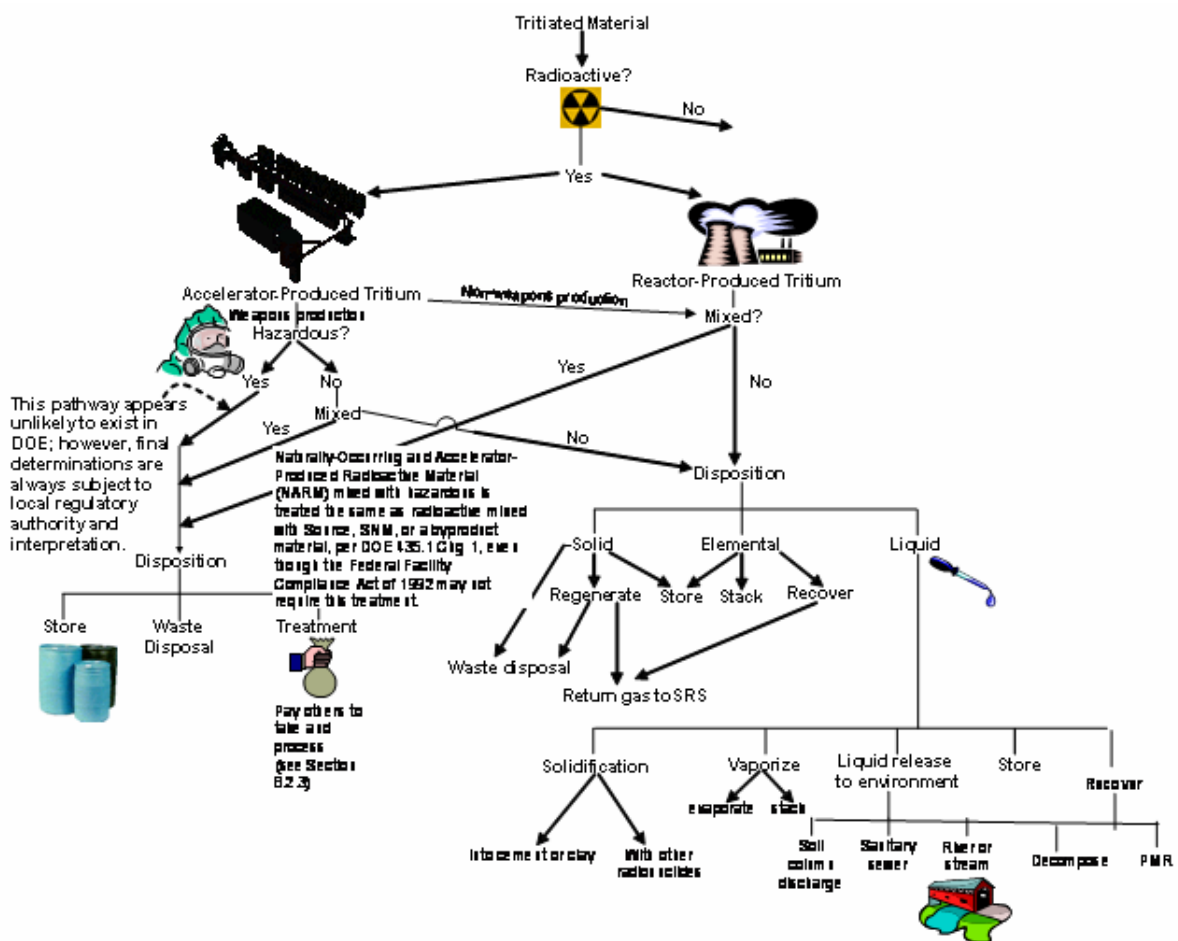 Tritiated Material
Radioactive?
No
Yes
Accelerator-Produced Tritium
Non-weapons production
Reactor-Produced Tritium
Weapons production
Hazardous?
Mixed?
Yes
No
Yes
No
This pathway appears
unlikely to exist in
DOE; however, final
determinations are
always subject to
local regulatory
authority and
interpretation.
Mixed
Yes
No
Naturally-Occurring and Accelerator-
Produced Radioactive Material
(NARM) mixed with hazardous is
treated the same as radioactive mixed
with Source, SNM, or a byproduct
material, per DOE 435.1 Chg 1, even
though the Federal Facility
Compliance Act of 1992 may not
require this treatment.
Disposition
Disposition
Store
Waste
Disposal
Treatment
Pay others to
take and
process
(see Section
Solid
Elemental
Liquid
Regenerate
Store
Stack
Recover
Waste disposal
Return gas to SRS
Solidification
Vaporize
Liquid release
to environment
Store
Recover
evaporate
stack
Into cement or clay
With other
radionuclides
Soil
column
discharge
Sanitary
sewer
River or
stream
Decompose
PMR